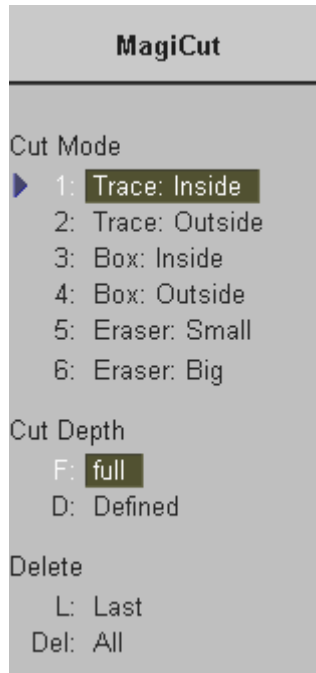 MagiCut
Cut Mode
1: Trace: Inside
2: Trace: Outside
3: Box: Inside
4: Box: Outside
5: Eraser: Small
6: Eraser: Big
Cut Depth
F: full
D: Defined
Delete
L: Last
Del: All